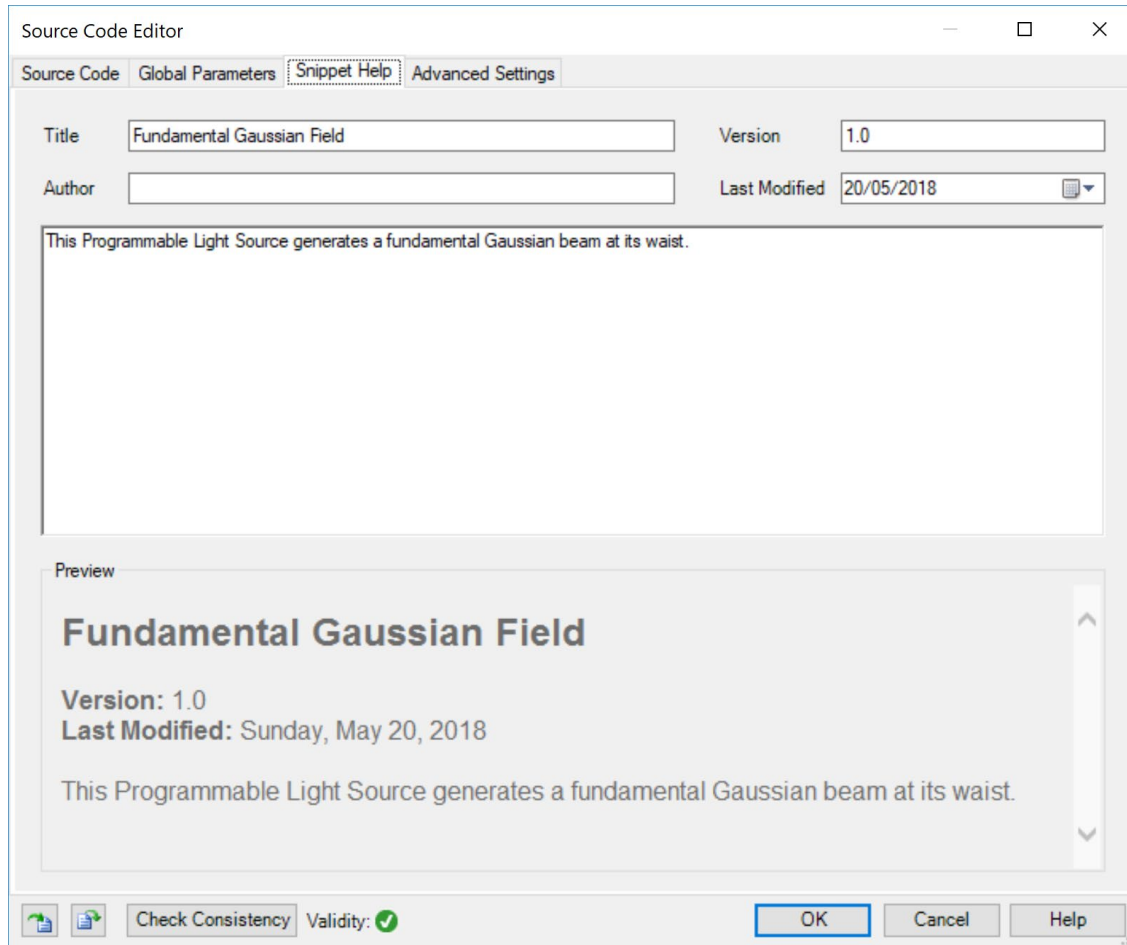 Source Code Editor
Source Code Global Parameters Snippet Help Advanced Settings
Title Fundamental Gaussian Field Version 1.0
Author Last Modified 20/05/2018
This Programmable Light Source generates a fundamental Gaussian beam at its waist.
Preview
Fundamental Gaussian Field
Version: 1.0
Last Modified: Sunday, May 20, 2018
This Programmable Light Source generates a fundamental Gaussian beam at its waist.
Check Consistency Validity: OK Cancel Help